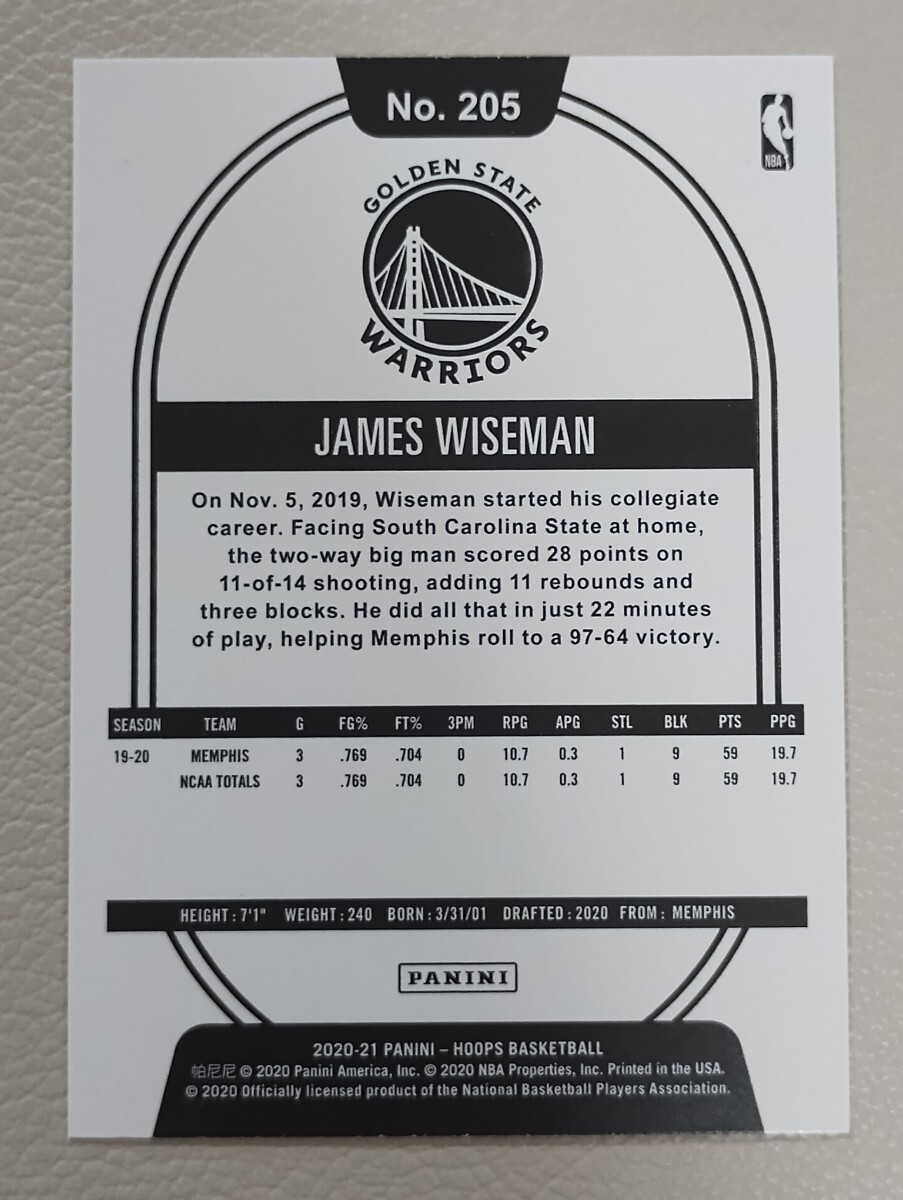 No. 205
NBA
GOLDEN STATE
WARRIORS
JAMES WISEMAN
On Nov. 5, 2019, Wiseman started his collegiate
career. Facing South Carolina State at home,
the two-way big man scored 28 points on
11-of-14 shooting, adding 11 rebounds and
three blocks. He did all that in just 22 minutes
of play, helping Memphis roll to a 97-64 victory.
SEASON TEAM G FG% FT% 3PM RPG APG STL BLK PTS PPG
19-20 MEMPHIS 3 .769 .704 0 10.7 0.3 1 9 59 19.7
NCAA TOTALS 3 .769 .704 0 10.7 0.3 1 9 59 19.7
HEIGHT: 7'1" WEIGHT: 240 BORN: 3/31/01 DRAFTED: 2020 FROM: MEMPHIS
PANINI
2020-21 PANINI – HOOPS BASKETBALL
帕尼尼 © 2020 Panini America, Inc. © 2020 NBA Properties, Inc. Printed in the USA.
© 2020 Officially licensed product of the National Basketball Players Association.